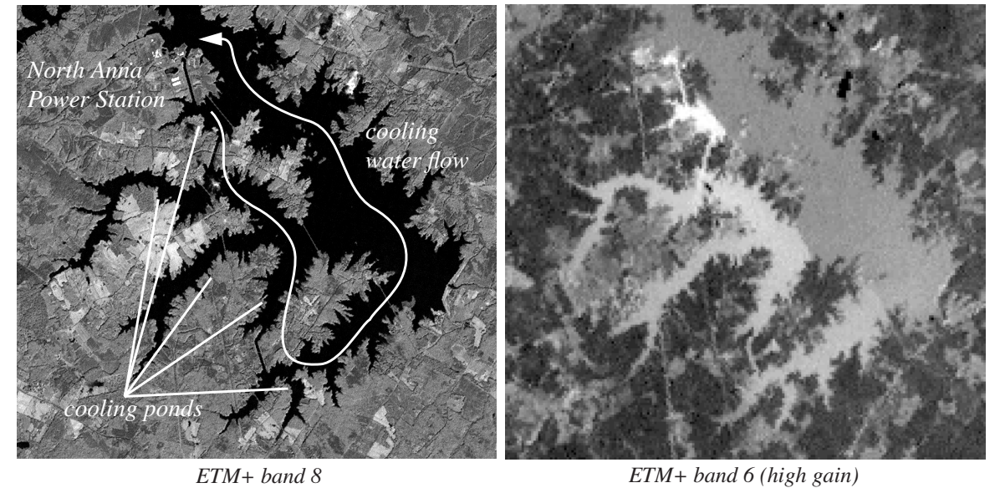 North Anna
Power Station
cooling
water flow
cooling ponds
ETM+ band 8
ETM+ band 6 (high gain)